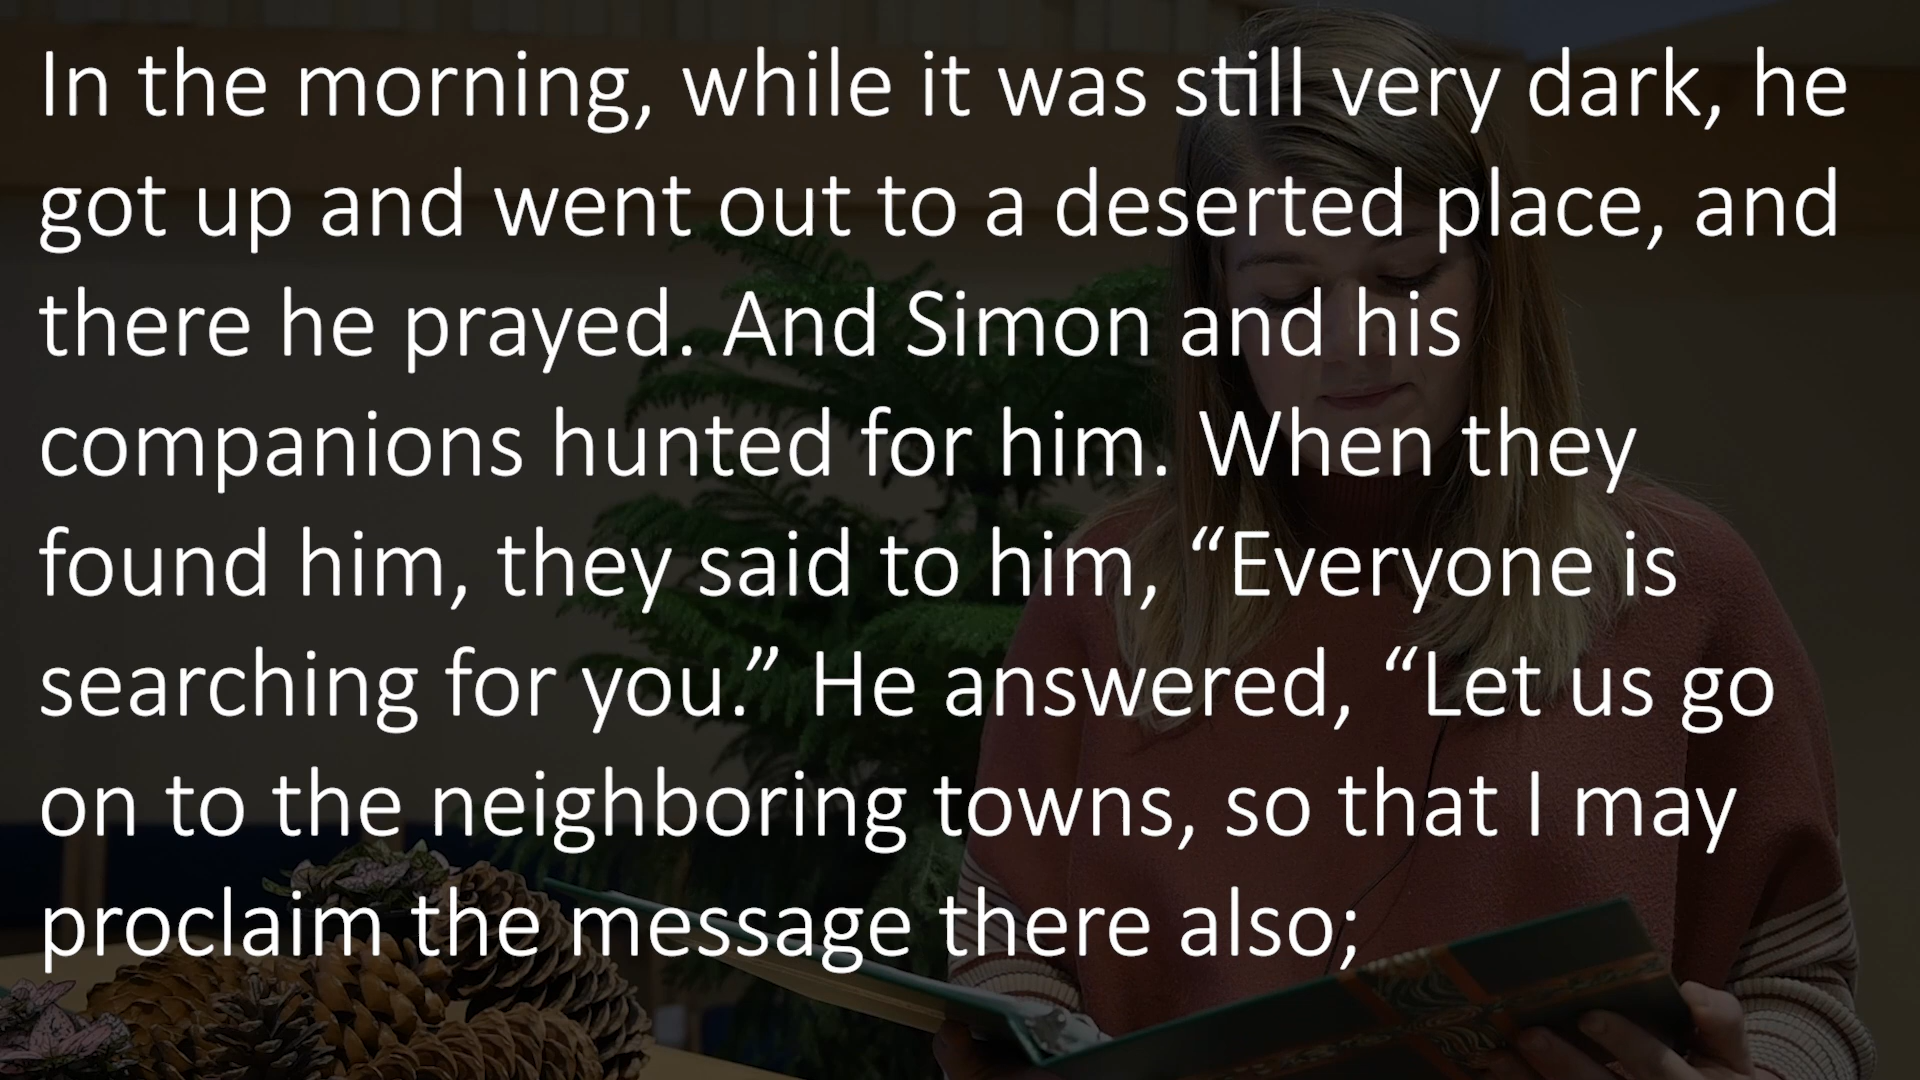 In the morning, while it was still very dark, he
got up and went out to a deserted place, and
there he prayed. And Simon and his
companions hunted for him. When they
found him, they said to him, “Everyone is
searching for you.” He answered, “Let us go
on to the neighboring towns, so that I may
proclaim the message there also;